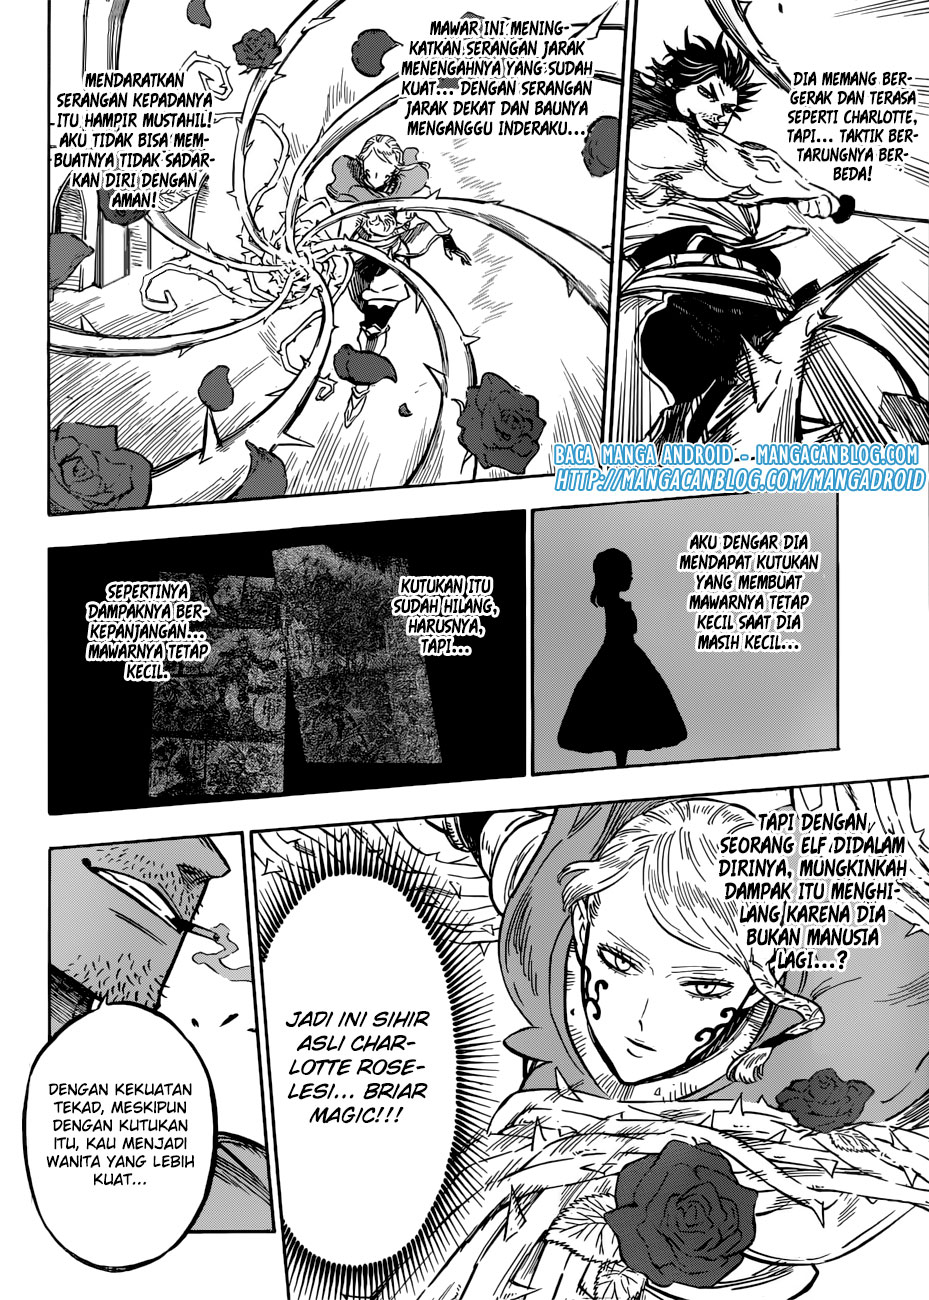 DIA MEMANG BER-
GERAK DAN TERASA
SEPERTI CHARLOTTE,
TAPI... TAKTIK BER-
TARUNGNYA BER-
BEDA!
MAWAR INI MENING-
KATKAN SERANGAN JARAK
MENENGAHNYA YANG SUDAH
KUAT... DENGAN SERANGAN
JARAK DEKAT DAN BAUNYA
MENGANGGU INDERAKU...
MENDARATKAN
SERANGAN KEPADANYA
ITU HAMPIR MUSTAHIL!
AKU TIDAK BISA MEM-
BUATNYA TIDAK SADAR-
KAN DIRI DENGAN
AMAN!
BACA MANGA ANDROID - MANGACANBLOG.COM
HTTP://MANGACANBLOG.COM/MANGADROID
AKU DENGAR DIA
MENDAPAT KUTUKAN
YANG MEMBUAT
MAWARNYA TETAP
KECIL SAAT DIA
MASIH KECIL...
KUTUKAN ITU
SUDAH HILANG,
HARUSNYA,
TAPI...
SEPERTINYA
DAMPAKNYA BER-
KEPANJANGAN...
MAWARNYA TETAP
KECIL.
TAPI DENGAN
SEORANG ELF DIDALAM
DIRINYA, MUNGKINKAH
DAMPAK ITU MENGHI-
LANG KARENA DIA
BUKAN MANUSIA
LAGI...?
JADI INI SIHIR
ASLI CHAR-
LOTTE ROSE-
LESI... BRIAR
MAGIC!!!
DENGAN KEKUATAN
TEKAD, MESKIPUN
DENGAN KUTUKAN
ITU, KAU MENJADI
WANITA YANG LEBIH
KUAT...